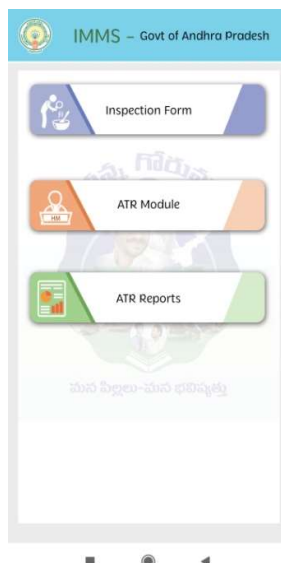 IMMS – Govt of Andhra Pradesh
Inspection Form
ATR Module
HM
ATR Reports
మన పిల్లలు-మన భవిష్యత్తు